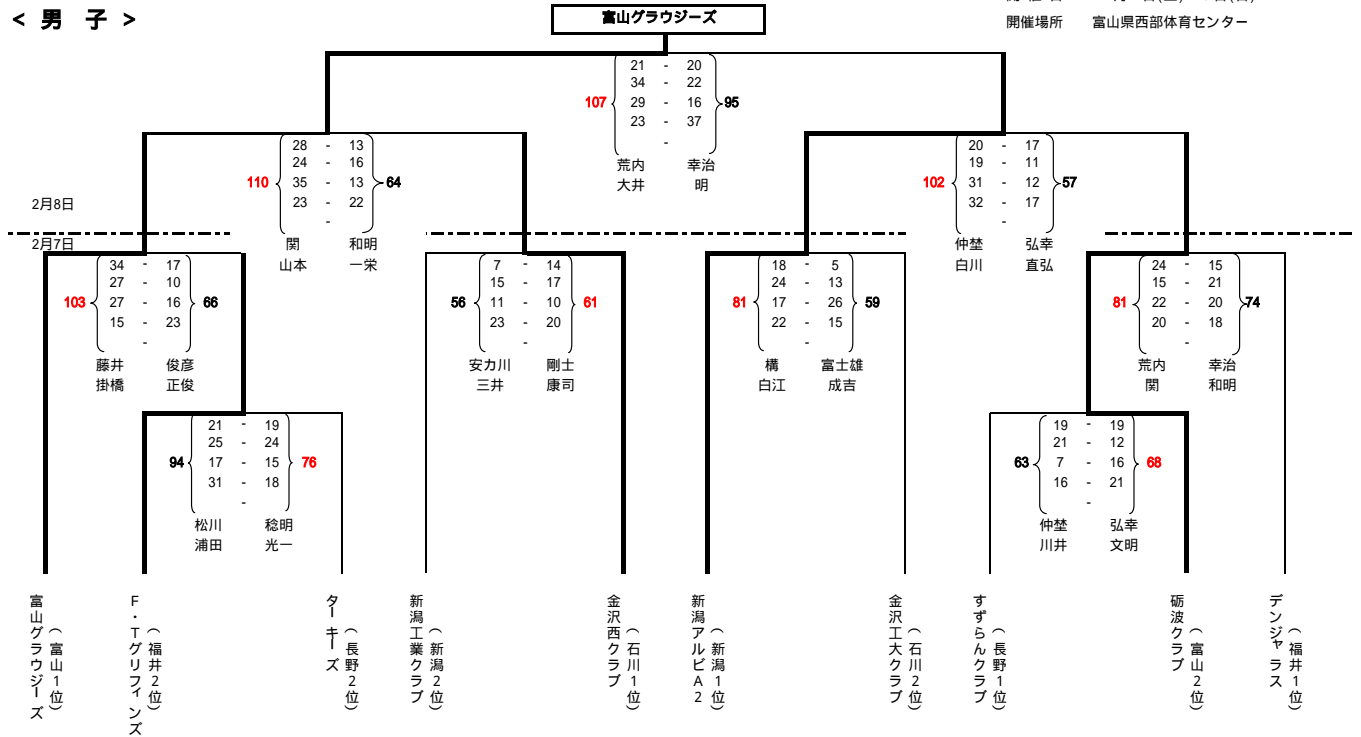 < 男 子 >
富山グラウジーズ
開催場所 富山県西部体育センター
21 - 20
34 - 22
107 29 - 16 95
23 - 37
-
荒内 幸治
大井 明
28 - 13
24 - 16
110 35 - 13 64
23 - 22
-
関 和明
山本 一栄
20 - 17
19 - 11
102 31 - 12 57
32 - 17
-
仲埜 弘幸
白川 直弘
2月8日
2月7日
34 - 17
27 - 10
103 27 - 16 66
15 - 23
-
藤井 俊彦
掛橋 正俊
7 - 14
15 - 17
56 11 - 10 61
23 - 20
-
安カ川 剛士
三井 康司
18 - 5
24 - 13
81 17 - 26 59
22 - 15
-
構 富士雄
白江 成吉
24 - 15
15 - 21
81 22 - 20 74
20 - 18
-
荒内 幸治
関 和明
21 - 19
25 - 24
94 17 - 15 76
31 - 18
-
松川 稔明
浦田 光一
19 - 19
21 - 12
63 7 - 16 68
16 - 21
-
仲埜 弘幸
川井 文明
富山グラウジーズ
(富山1位)
F・Tグリフィンズ
(福井2位)
ターキーズ
(長野2位)
新潟工業クラブ
(新潟2位)
金沢西クラブ
(石川1位)
新潟アルビA2
(新潟1位)
金沢工大クラブ
(石川2位)
すずらんクラブ
(長野1位)
砺波クラブ
(富山2位)
デンジャラス
(福井1位)